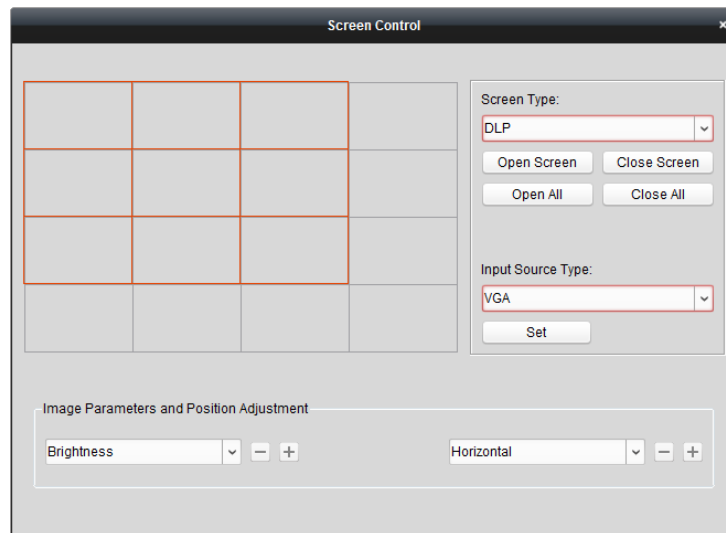 Screen Control
Screen Type:
DLP
Open Screen Close Screen
Open All Close All
Input Source Type:
VGA
Set
Image Parameters and Position Adjustment
Brightness Horizontal